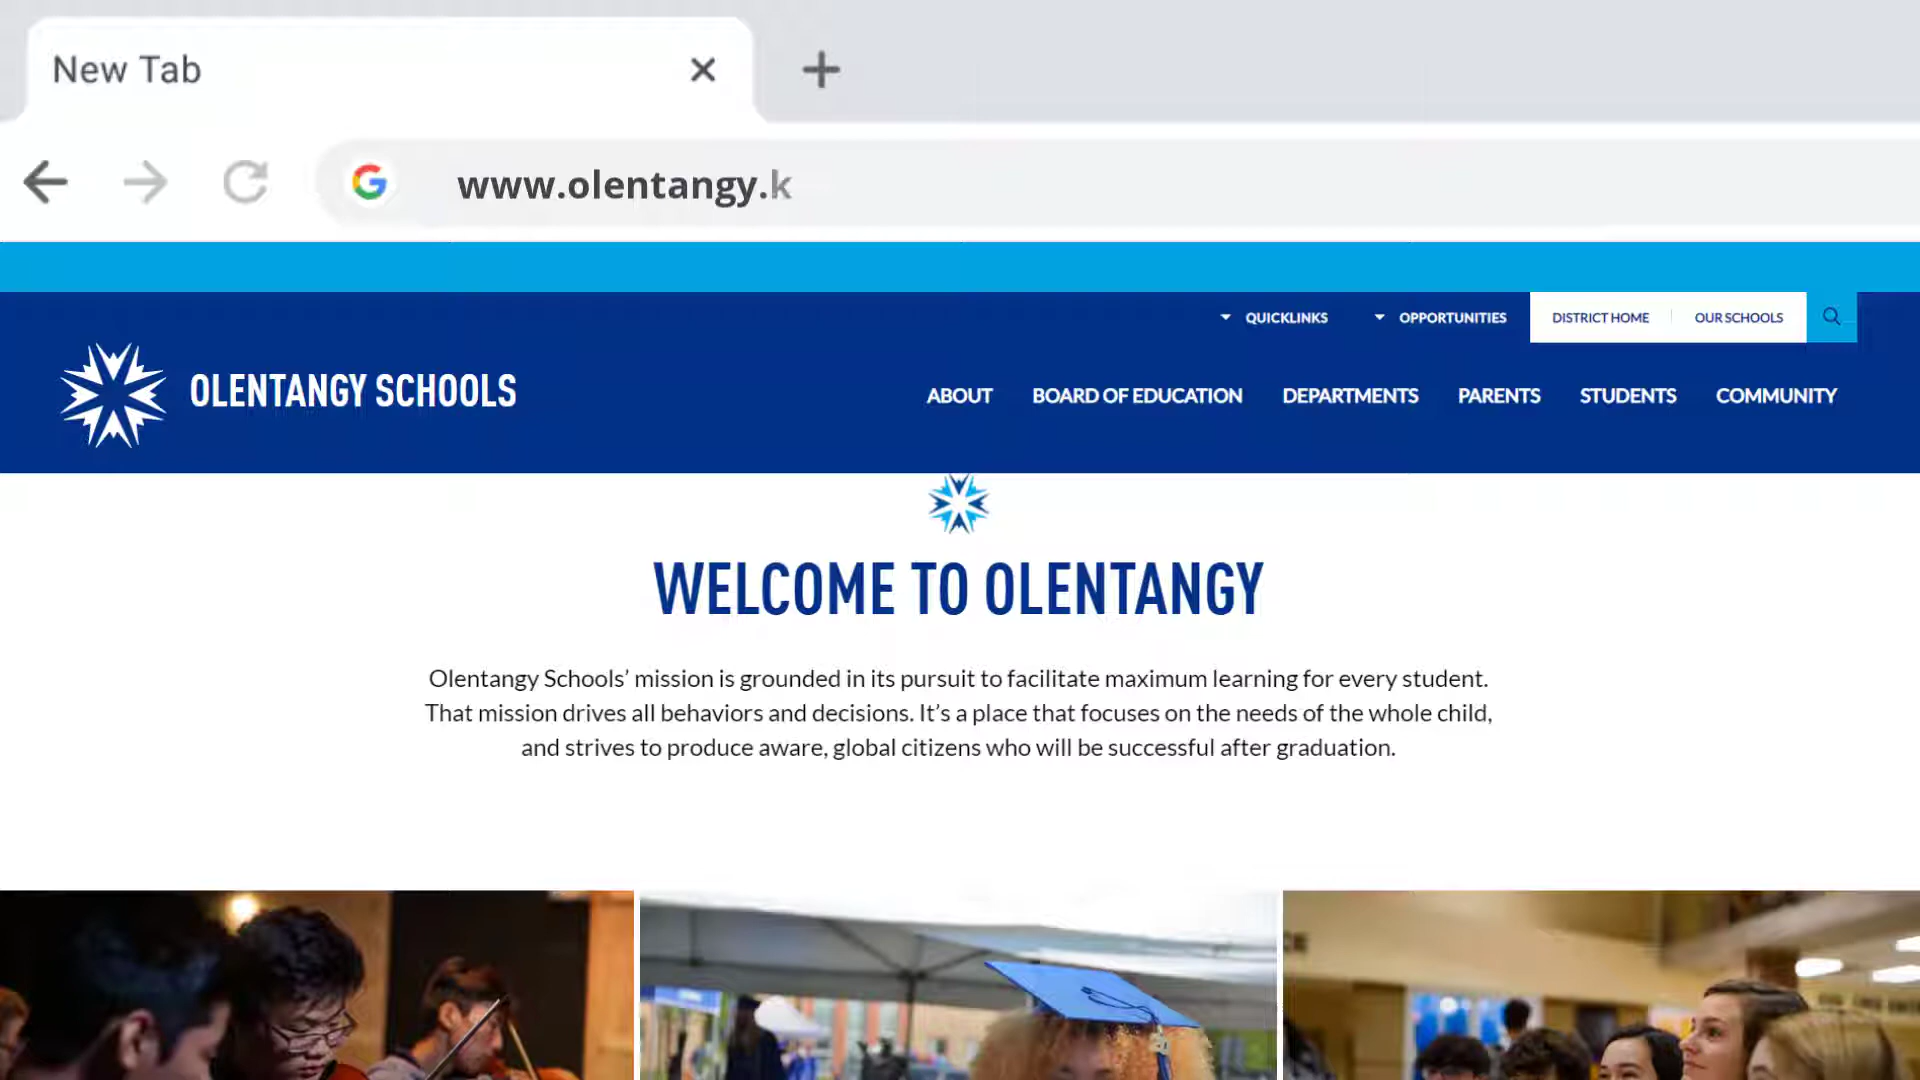 New Tab
www.olentangy.k
QUICKLINKS
OPPORTUNITIES
DISTRICT HOME
OUR SCHOOLS
OLENTANGY SCHOOLS
ABOUT
BOARD OF EDUCATION
DEPARTMENTS
PARENTS
STUDENTS
COMMUNITY
WELCOME TO OLENTANGY
Olentangy Schools’ mission is grounded in its pursuit to facilitate maximum learning for every student.
That mission drives all behaviors and decisions. It’s a place that focuses on the needs of the whole child,
and strives to produce aware, global citizens who will be successful after graduation.